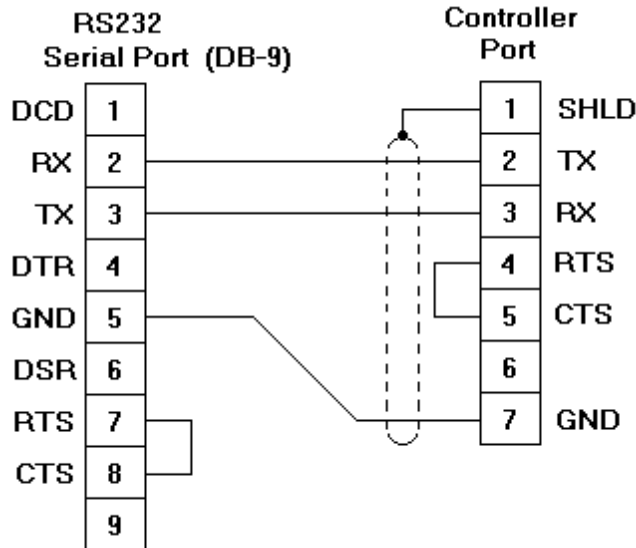 RS232
Serial Port (DB-9)
Controller
Port
DCD 1
RX 2
TX 3
DTR 4
GND 5
DSR 6
RTS 7
CTS 8
9
1 SHLD
2 TX
3 RX
4 RTS
5 CTS
6
7 GND